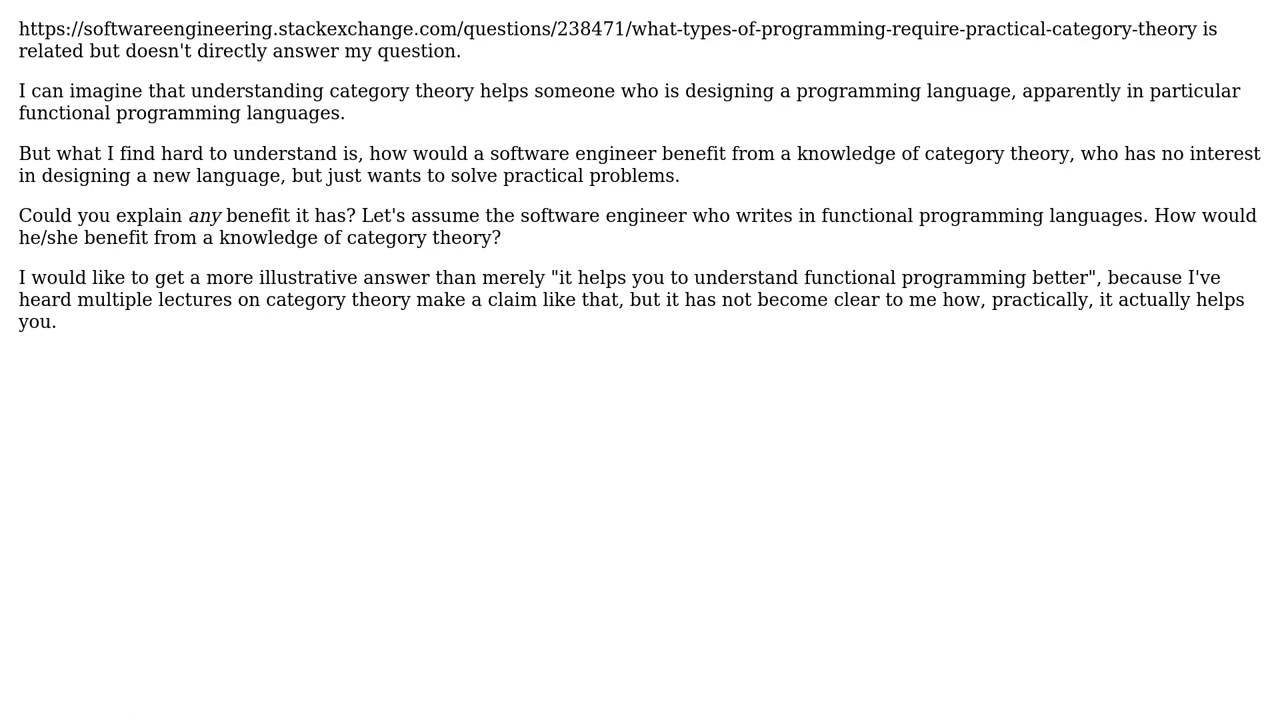 https://softwareengineering.stackexchange.com/questions/238471/what-types-of-programming-require-practical-category-theory is
related but doesn't directly answer my question.
I can imagine that understanding category theory helps someone who is designing a programming language, apparently in particular
functional programming languages.
But what I find hard to understand is, how would a software engineer benefit from a knowledge of category theory, who has no interest
in designing a new language, but just wants to solve practical problems.
Could you explain any benefit it has? Let's assume the software engineer who writes in functional programming languages. How would
he/she benefit from a knowledge of category theory?
I would like to get a more illustrative answer than merely "it helps you to understand functional programming better", because I've
heard multiple lectures on category theory make a claim like that, but it has not become clear to me how, practically, it actually helps
you.